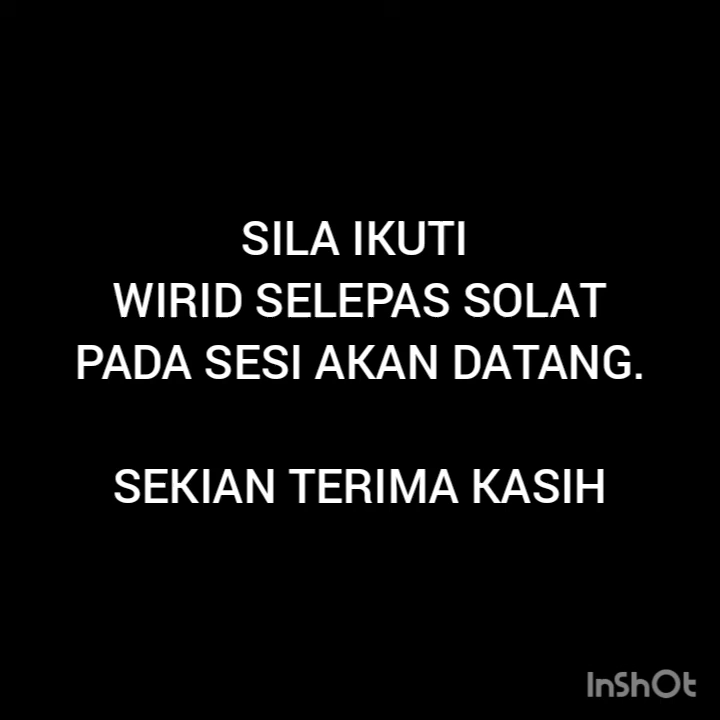 SILA IKUTI
WIRID SELEPAS SOLAT
PADA SESI AKAN DATANG.
SEKIAN TERIMA KASIH
InShOt